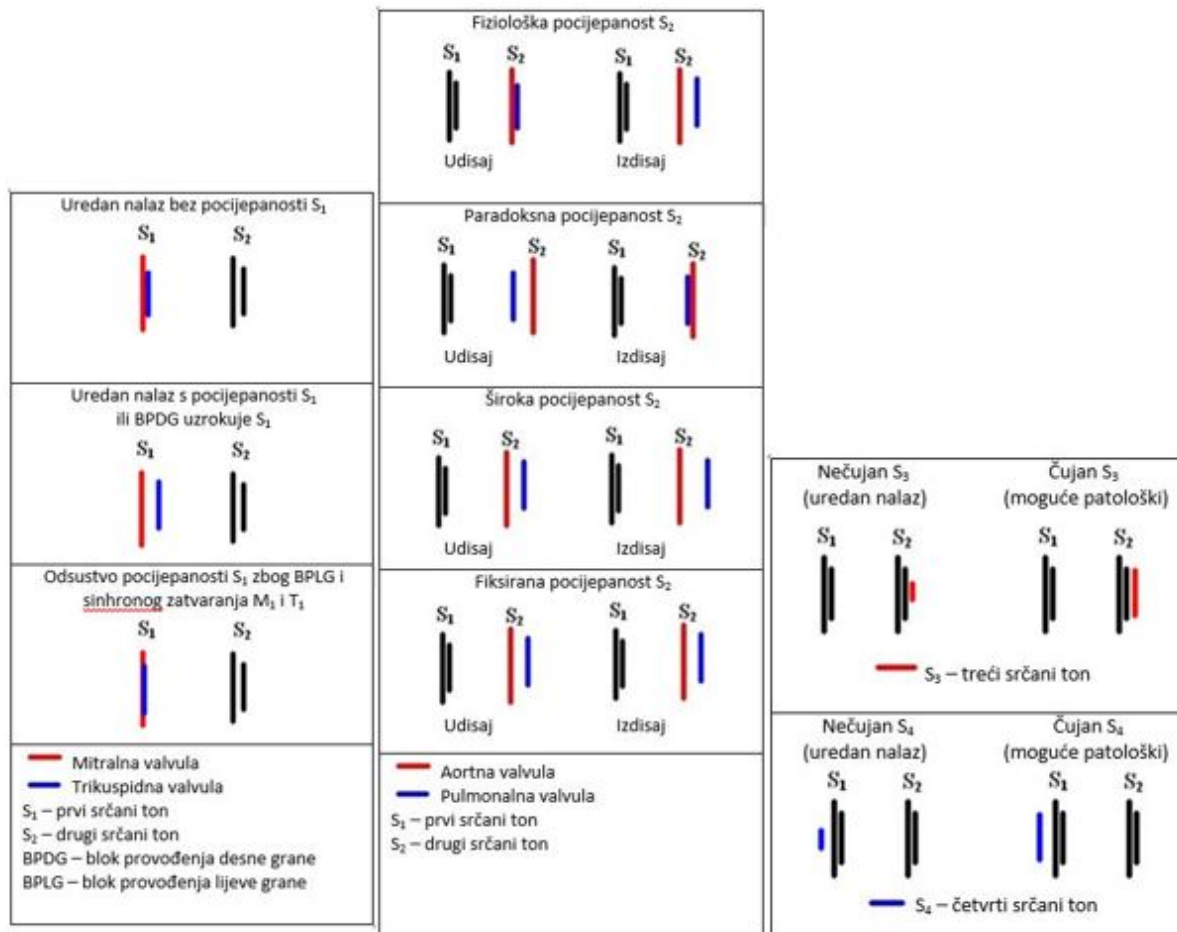 Uredan nalaz bez pocijepanosti S₁
S₁ S₂
Uredan nalaz s pocijepanosti S₁
ili BPDG uzrokuje S₁
S₁ S₂
Odsustvo pocijepanosti S₁ zbog BPLG i
sinhronog zatvaranja M₁ i T₁
S₁ S₂
Mitralna valvula
Trikuspidna valvula
S₁ – prvi srčani ton
S₂ – drugi srčani ton
BPDG – blok provođenja desne grane
BPLG – blok provođenja lijeve grane
Fiziološka pocijepanost S₂
S₁ S₂ S₁ S₂
Udisaj Izdisaj
Paradoksna pocijepanost S₂
S₁ S₂ S₁ S₂
Udisaj Izdisaj
Široka pocijepanost S₂
S₁ S₂ S₁ S₂
Udisaj Izdisaj
Fiksirana pocijepanost S₂
S₁ S₂ S₁ S₂
Udisaj Izdisaj
Aortna valvula
Pulmonalna valvula
S₁ – prvi srčani ton
S₂ – drugi srčani ton
Nečujan S₃ Čujan S₃
(uredan nalaz) (moguće patološki)
S₁ S₂ S₁ S₂
S₃ – treći srčani ton
Nečujan S₄ Čujan S₄
(uredan nalaz) (moguće patološki)
S₁ S₂ S₁ S₂
S₄ – četvrti srčani ton